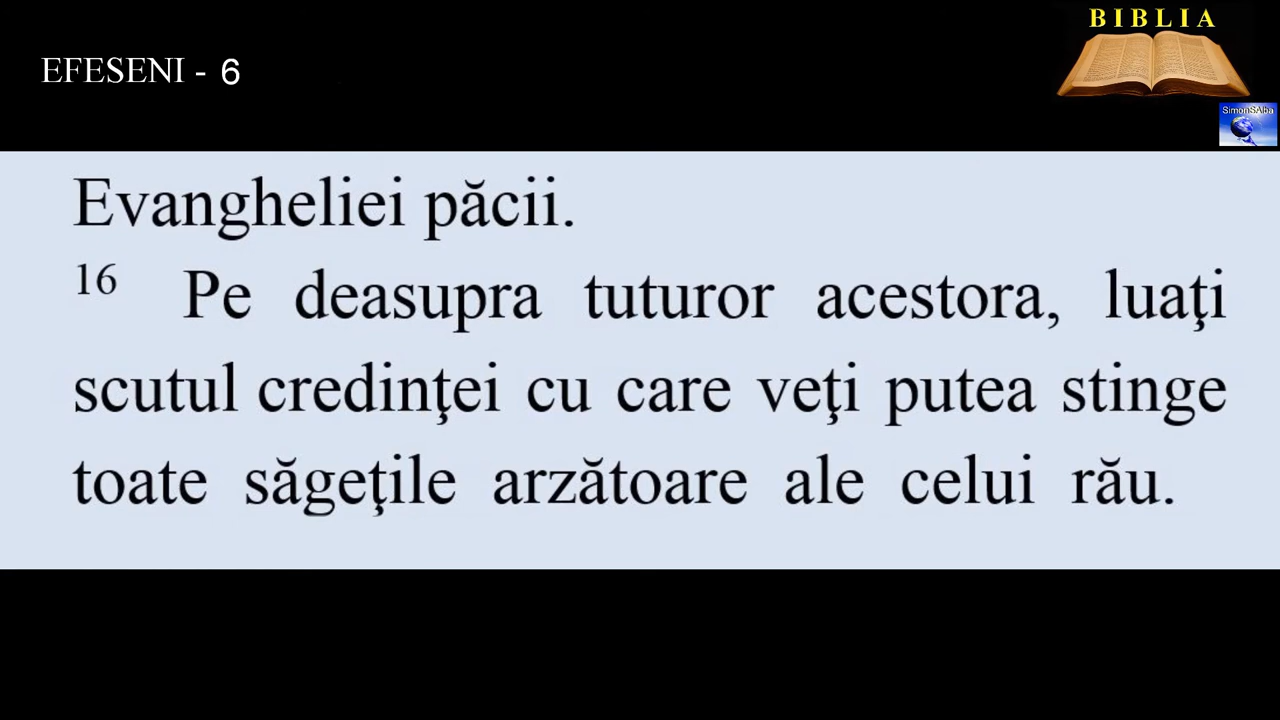 BIBLIA
EFESENI - 6
SimonSAlba
Evangheliei păcii.
16 Pe deasupra tuturor acestora, luaţi
scutul credinţei cu care veţi putea stinge
toate săgeţile arzătoare ale celui rău.